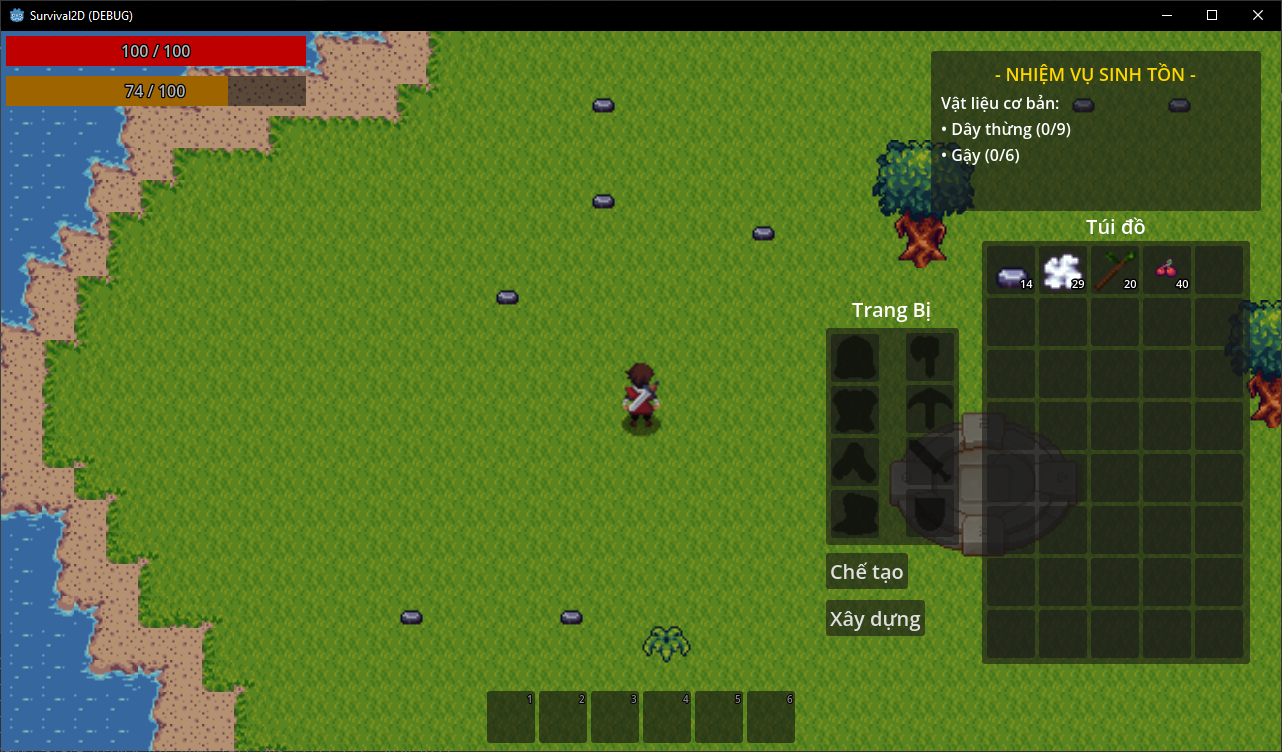 Survival2D (DEBUG)
100 / 100
74 / 100
- NHIỆM VỤ SINH TỒN -
Vật liệu cơ bản:
• Dây thừng (0/9)
• Gậy (0/6)
Túi đồ
14
29
20
40
Trang Bị
Chế tạo
Xây dựng
1
2
3
4
5
6